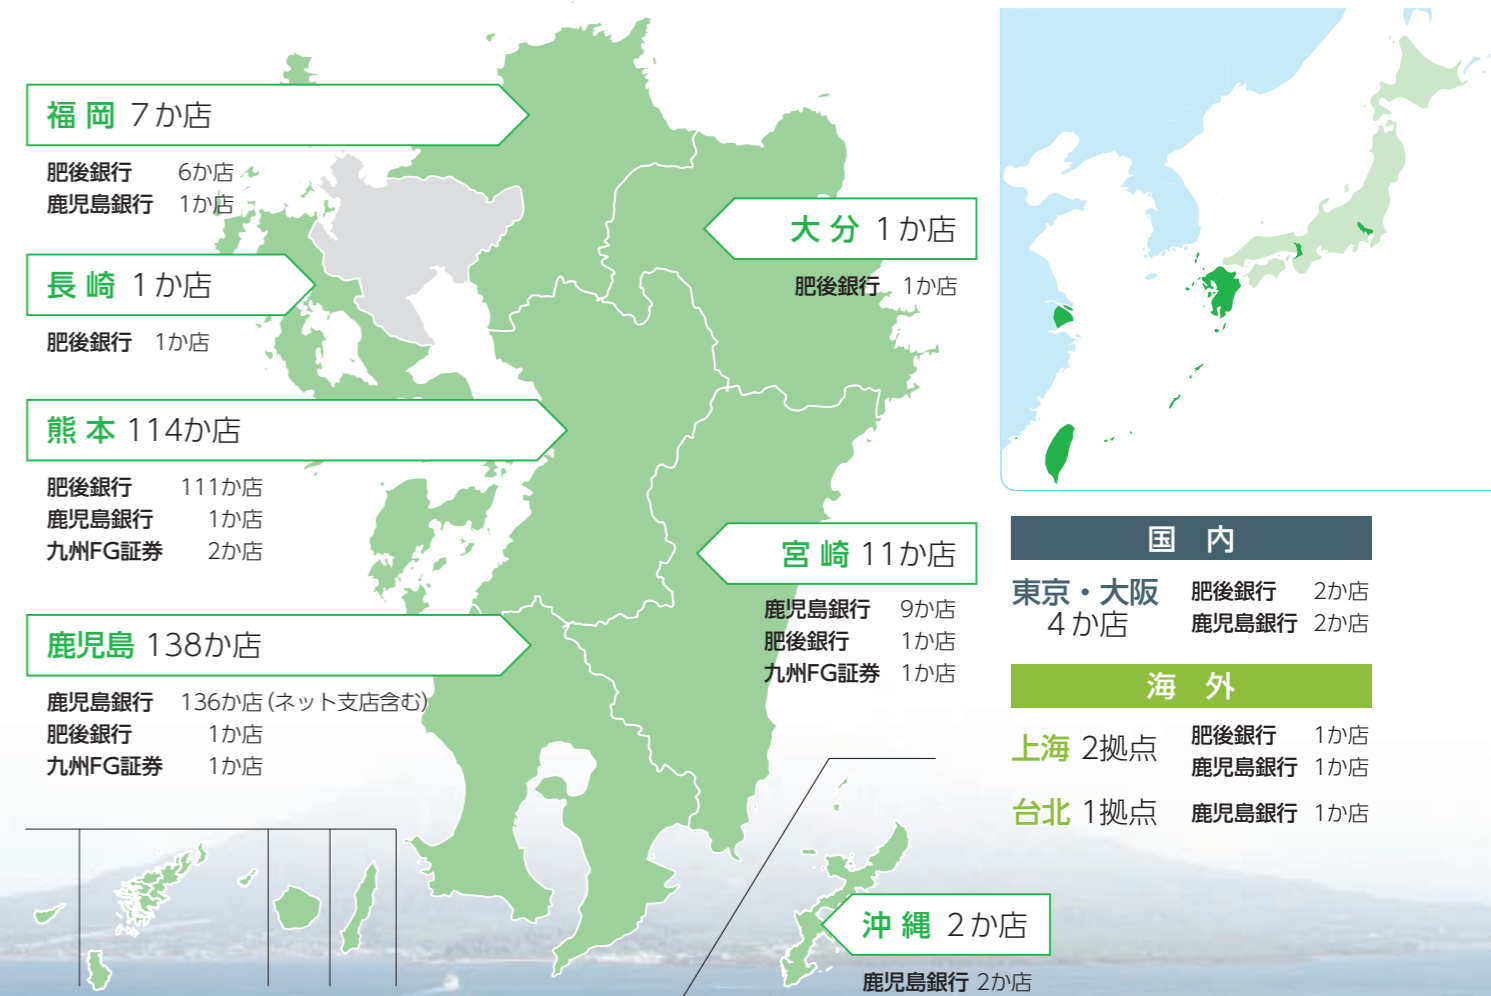 福岡 7か店
肥後銀行 6か店
鹿児島銀行 1か店
長崎 1か店
肥後銀行 1か店
熊本 114か店
肥後銀行 111か店
鹿児島銀行 1か店
九州FG証券 2か店
鹿児島 138か店
鹿児島銀行 136か店(ネット支店含む)
肥後銀行 1か店
九州FG証券 1か店
大分 1か店
肥後銀行 1か店
宮崎 11か店
鹿児島銀行 9か店
肥後銀行 1か店
九州FG証券 1か店
沖縄 2か店
鹿児島銀行 2か店
国内
東京・大阪
4か店
肥後銀行 2か店
鹿児島銀行 2か店
海外
上海 2拠点
肥後銀行 1か店
鹿児島銀行 1か店
台北 1拠点
鹿児島銀行 1か店